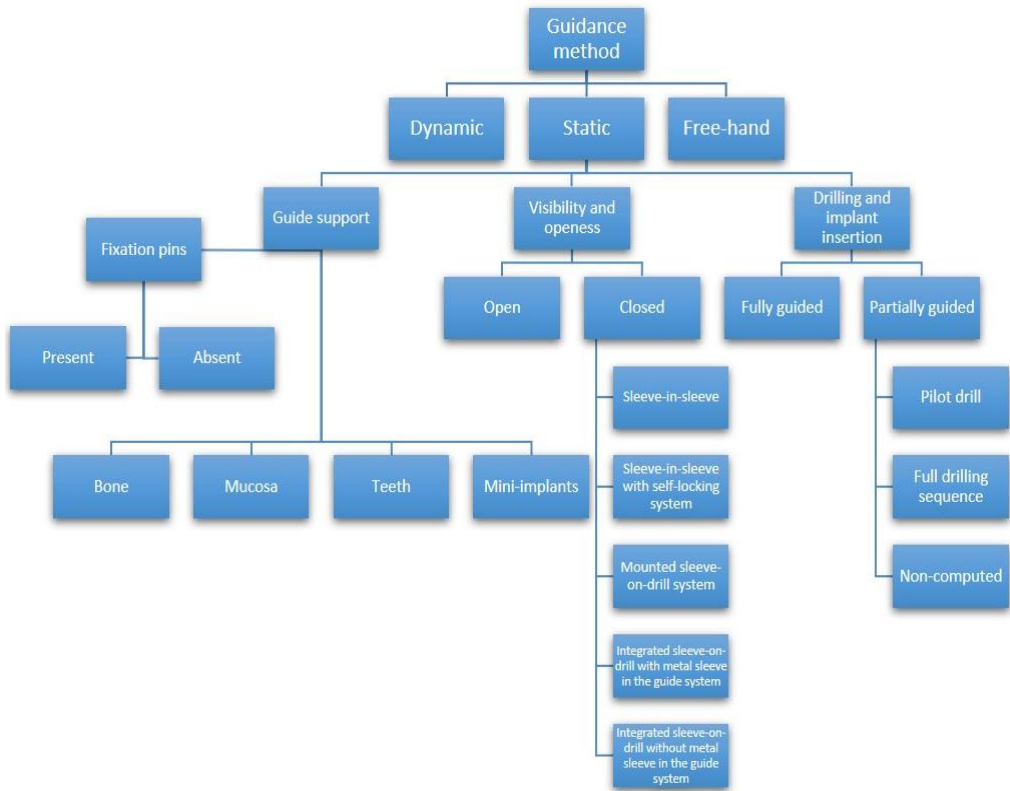 Guidance
method
Dynamic
Static
Free-hand
Guide support
Visibility and
openess
Drilling and
implant
insertion
Fixation pins
Open
Closed
Fully guided
Partially guided
Present
Absent
Sleeve-in-sleeve
Pilot drill
Bone
Mucosa
Teeth
Mini-implants
Sleeve-in-sleeve
with self-locking
system
Full drilling
sequence
Mounted sleeve-
on-drill system
Non-computed
Integrated sleeve-on-
drill with metal sleeve
in the guide system
Integrated sleeve-on-
drill without metal
sleeve in the guide
system